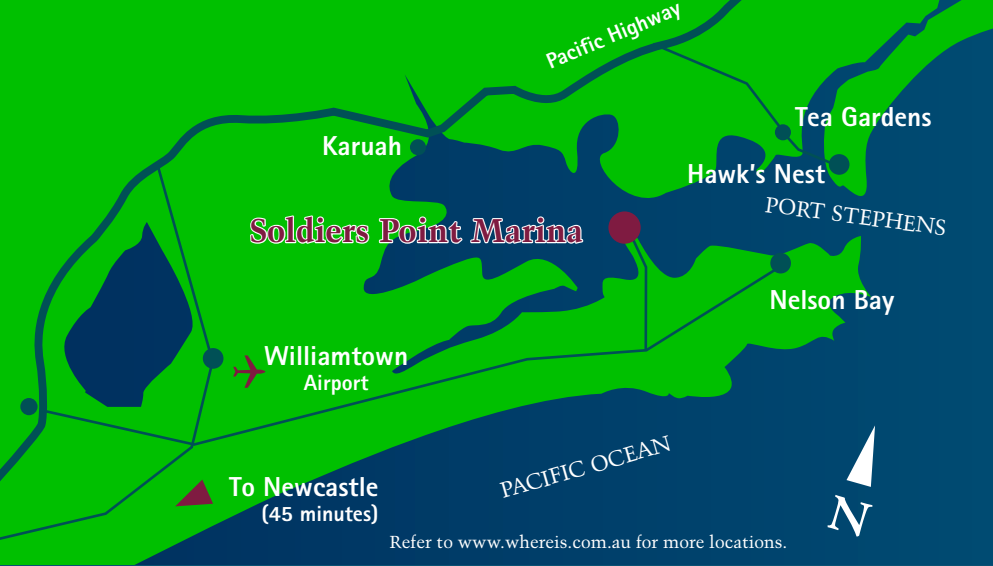 Pacific Highway
Tea Gardens
Karuah
Hawk's Nest
PORT STEPHENS
Soldiers Point Marina
Nelson Bay
Williamtown
Airport
PACIFIC OCEAN
To Newcastle
(45 minutes)
N
Refer to www.whereis.com.au for more locations.